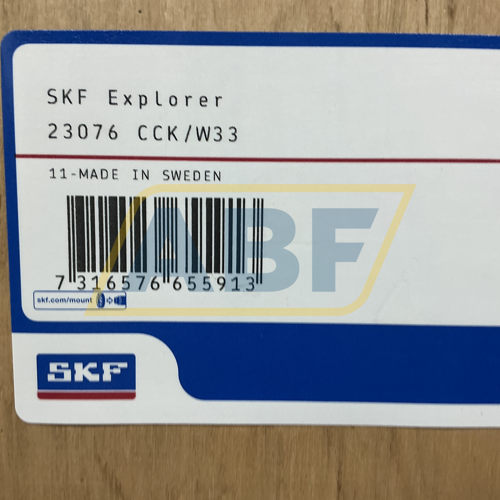 SKF Explorer
23076 CCK/W33
11-MADE IN SWEDEN
ABF
7 316576 655913
skf.com/mount
SKF